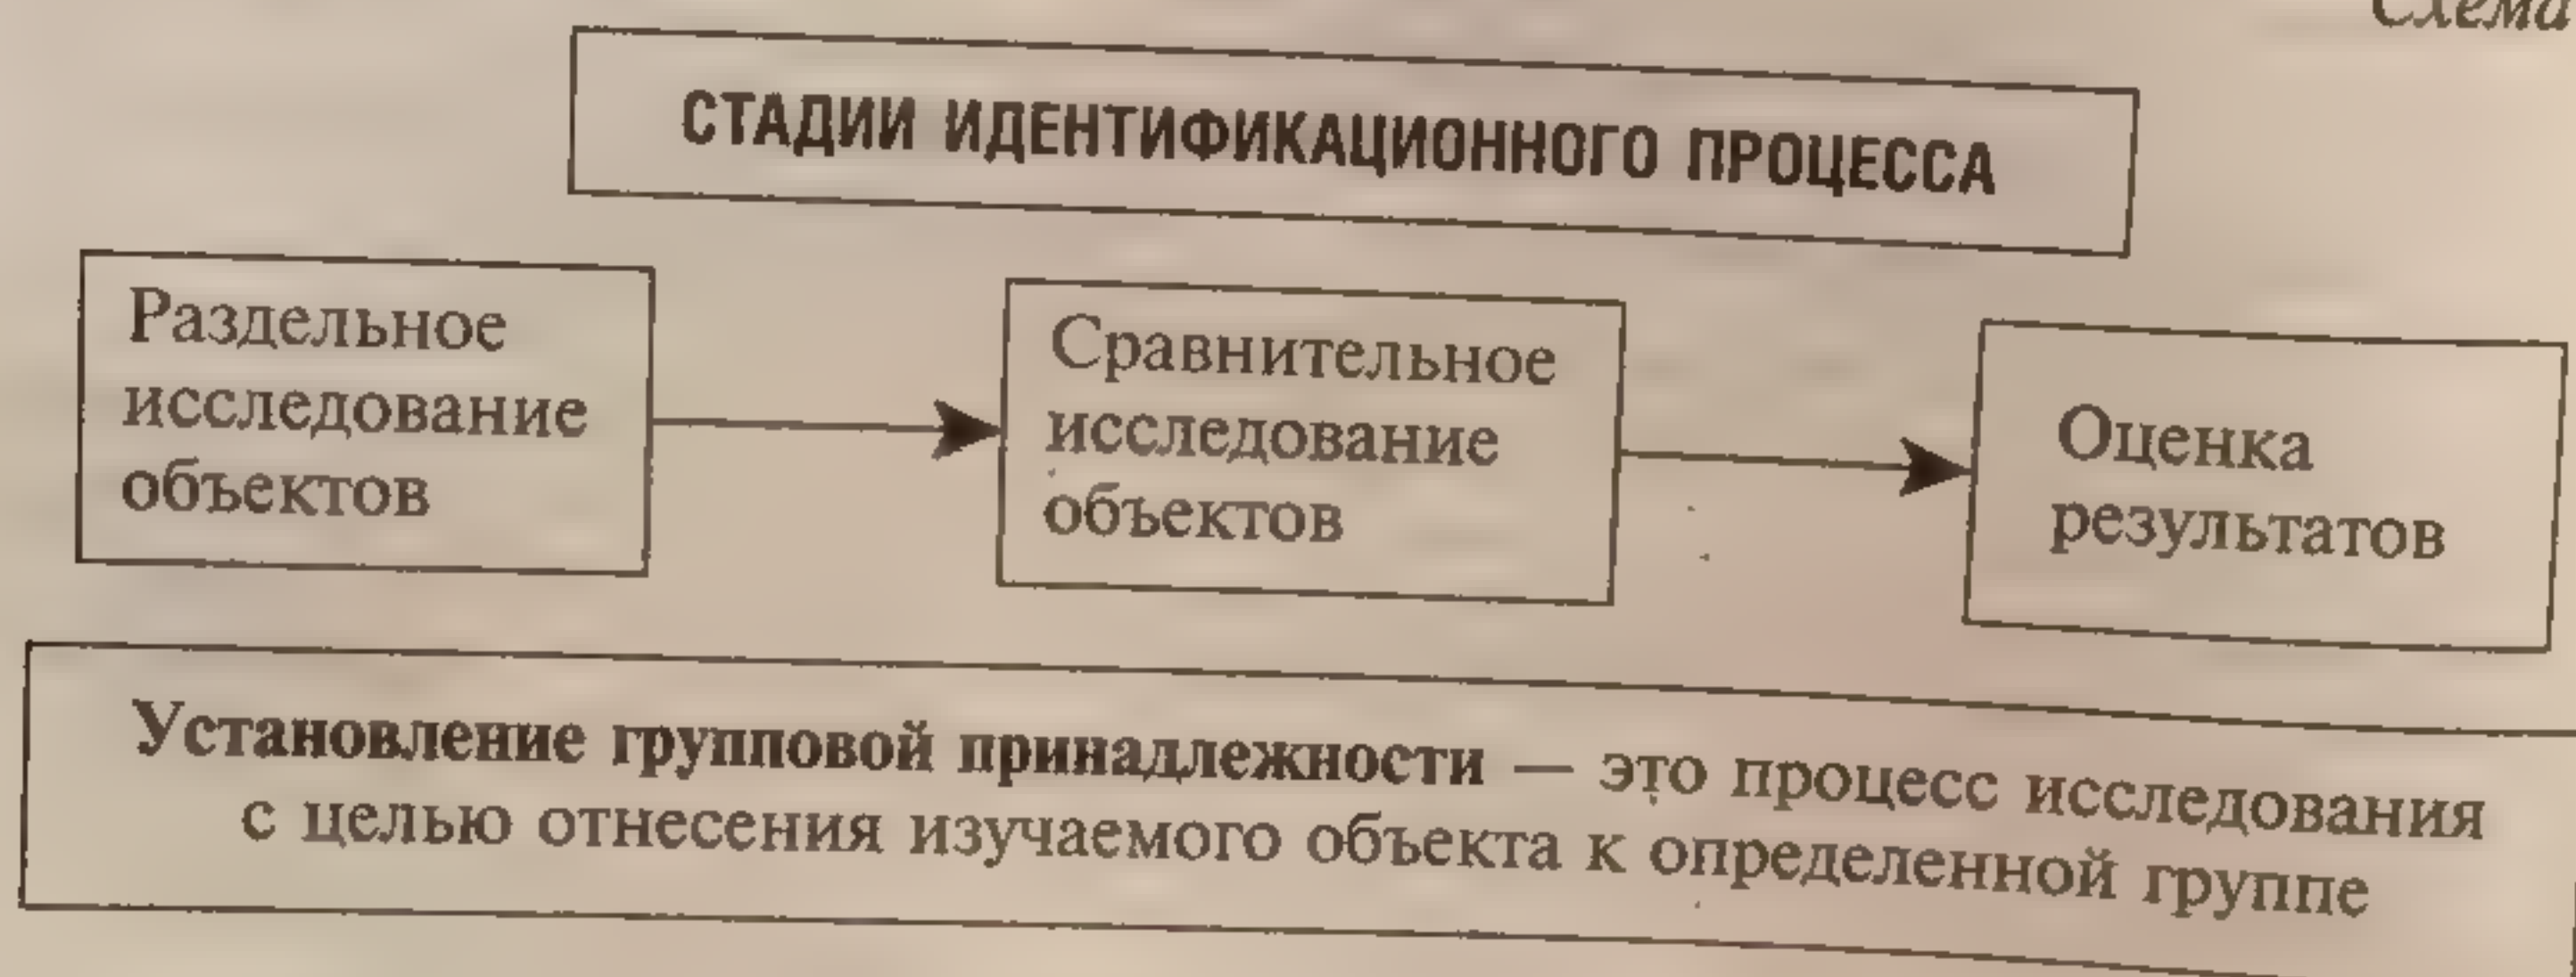 Схема
СТАДИИ ИДЕНТИФИКАЦИОННОГО ПРОЦЕССА
Раздельное
исследование
объектов
Сравнительное
исследование
объектов
Оценка
результатов
Установление групповой принадлежности — это процесс исследования
с целью отнесения изучаемого объекта к определенной группе